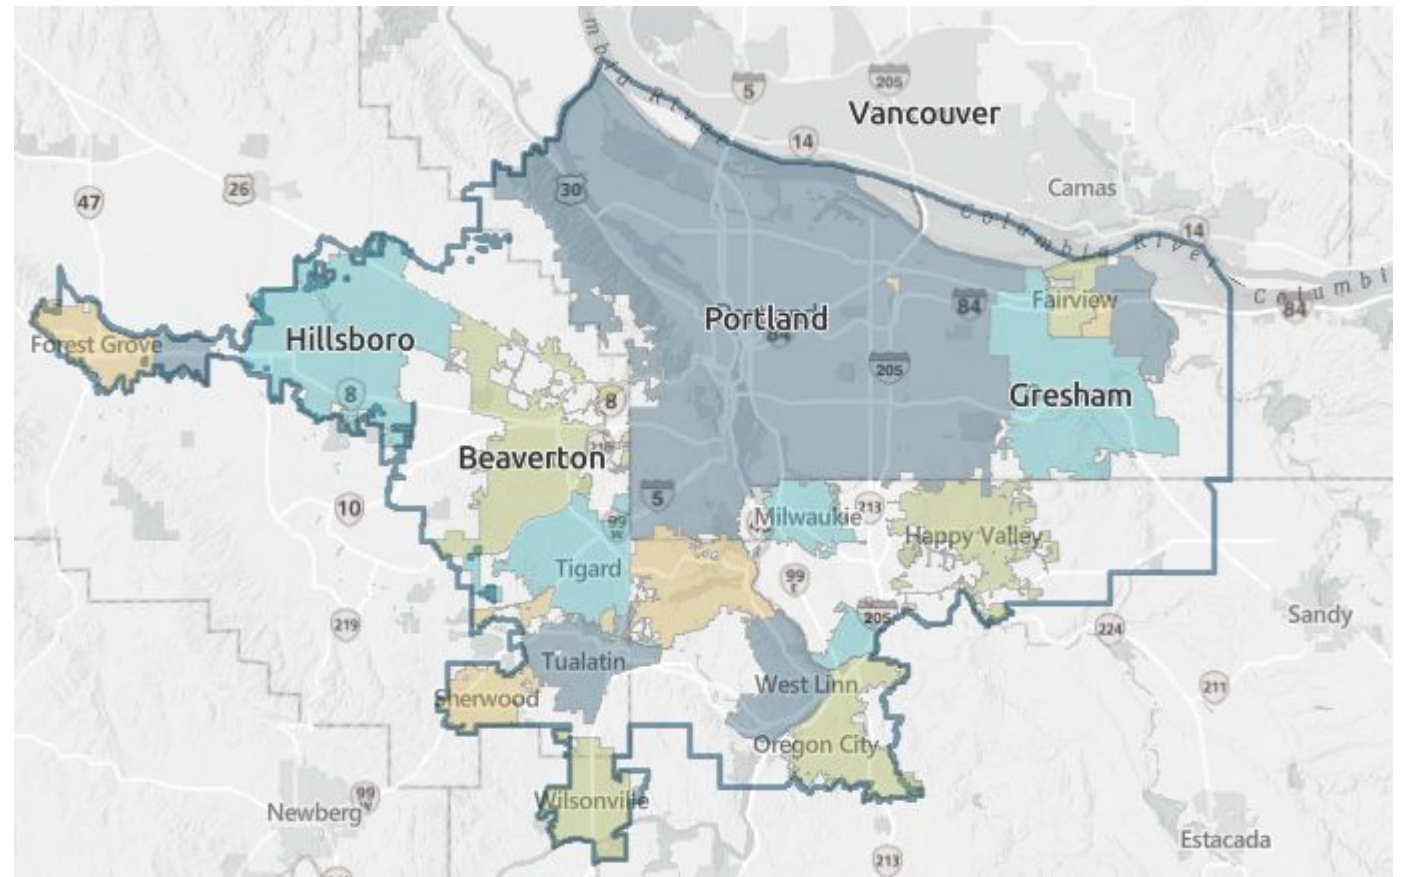 mbia River
5
205
Vancouver
14
Camas
30
26
47
14
Columbia River
Columbi
84
84
Fairview
Portland
84
Hillsboro
Forest Grove
205
8
8
Gresham
Beaverton
5
10
99
W
Milwaukie
213
Happy Valley
Tigard
99
E
205
Sandy
219
224
Tualatin
West Linn
Sherwood
211
Oregon City
Wilsonville
Newberg
99
Estacada
213